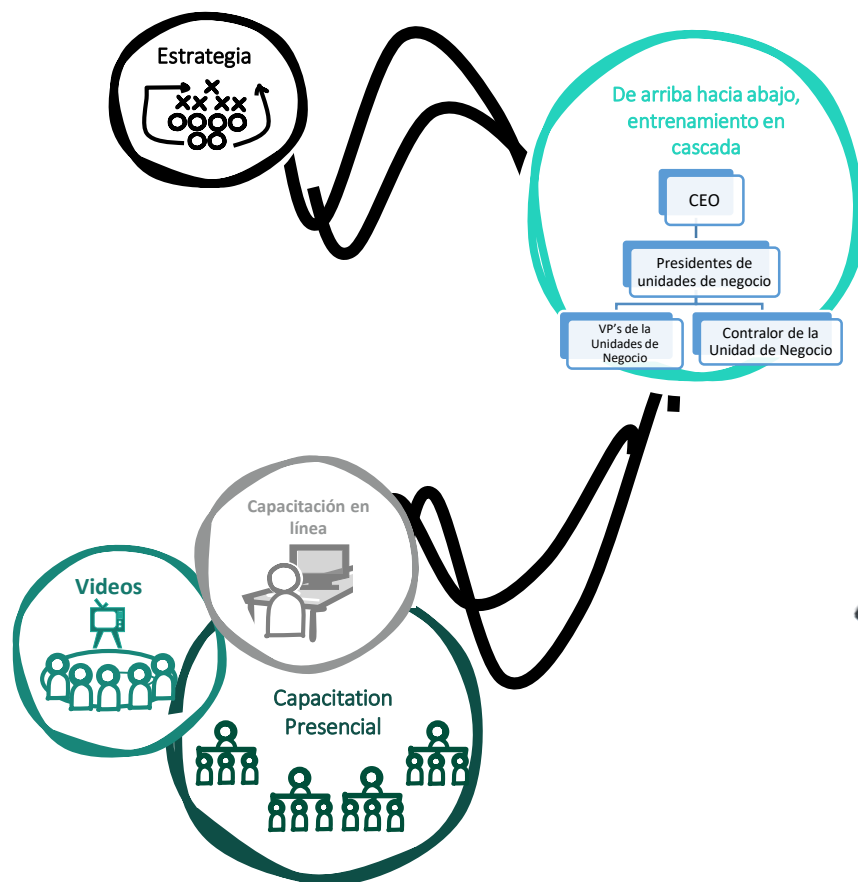 Estrategia
De arriba hacia abajo,
entrenamiento en
cascada
CEO
Presidentes de
unidades de negocio
VP's de la
Unidades de
Negocio
Contralor de la
Unidad de Negocio
Capacitación en
línea
Videos
Capacitation
Presencial